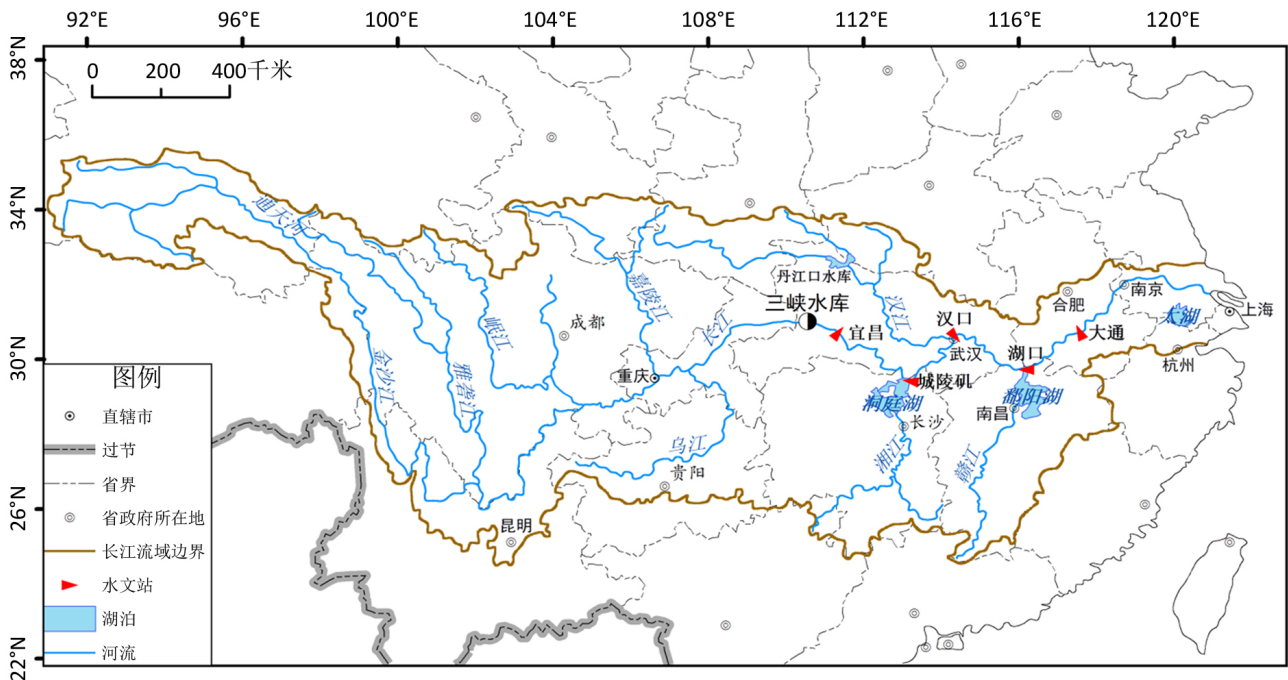 92°E 96°E 100°E 104°E 108°E 112°E 116°E 120°E
38°N
34°N
30°N
26°N
22°N
0 200 400千米
通天河
金沙江
雅砻江
岷江
成都
嘉陵江
重庆
长江
乌江
贵阳
昆明
丹江口水库
三峡水库
宜昌
汉江
汉口
武汉
城陵矶
洞庭湖
长沙
湘江
湖口
鄱阳湖
南昌
赣江
合肥
大通
南京
太湖
上海
杭州
图例
直辖市
过节
省界
省政府所在地
长江流域边界
水文站
湖泊
河流